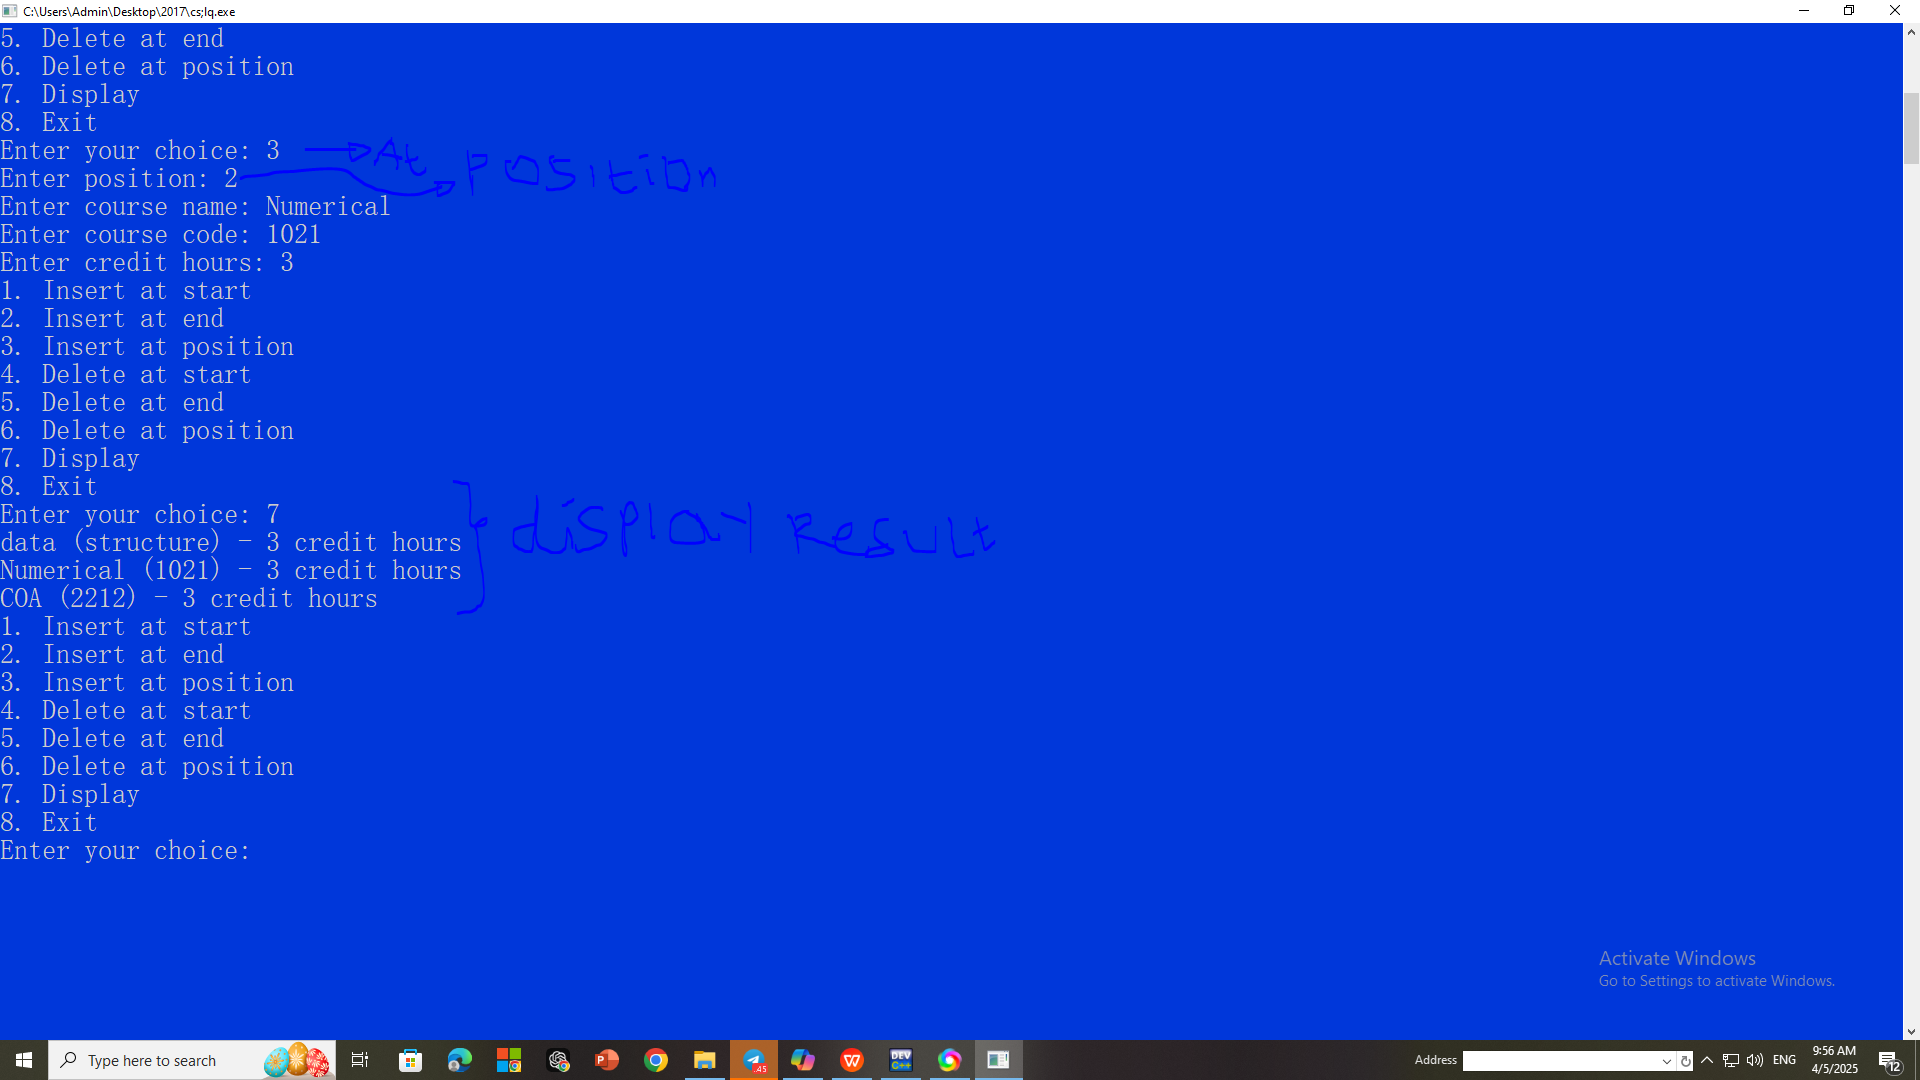 C:\Users\Admin\Desktop\2017\cs;lq.exe
5. Delete at end
6. Delete at position
7. Display
8. Exit
Enter your choice: 3
At position
Enter position: 2
Enter course name: Numerical
Enter course code: 1021
Enter credit hours: 3
1. Insert at start
2. Insert at end
3. Insert at position
4. Delete at start
5. Delete at end
6. Delete at position
7. Display
8. Exit
Enter your choice: 7
data (structure) - 3 credit hours
Numerical (1021) - 3 credit hours
COA (2212) - 3 credit hours
display Result
1. Insert at start
2. Insert at end
3. Insert at position
4. Delete at start
5. Delete at end
6. Delete at position
7. Display
8. Exit
Enter your choice:
Activate Windows
Go to Settings to activate Windows.
Type here to search
45
DEV C++
Address
ENG
9:56 AM
4/5/2025
12